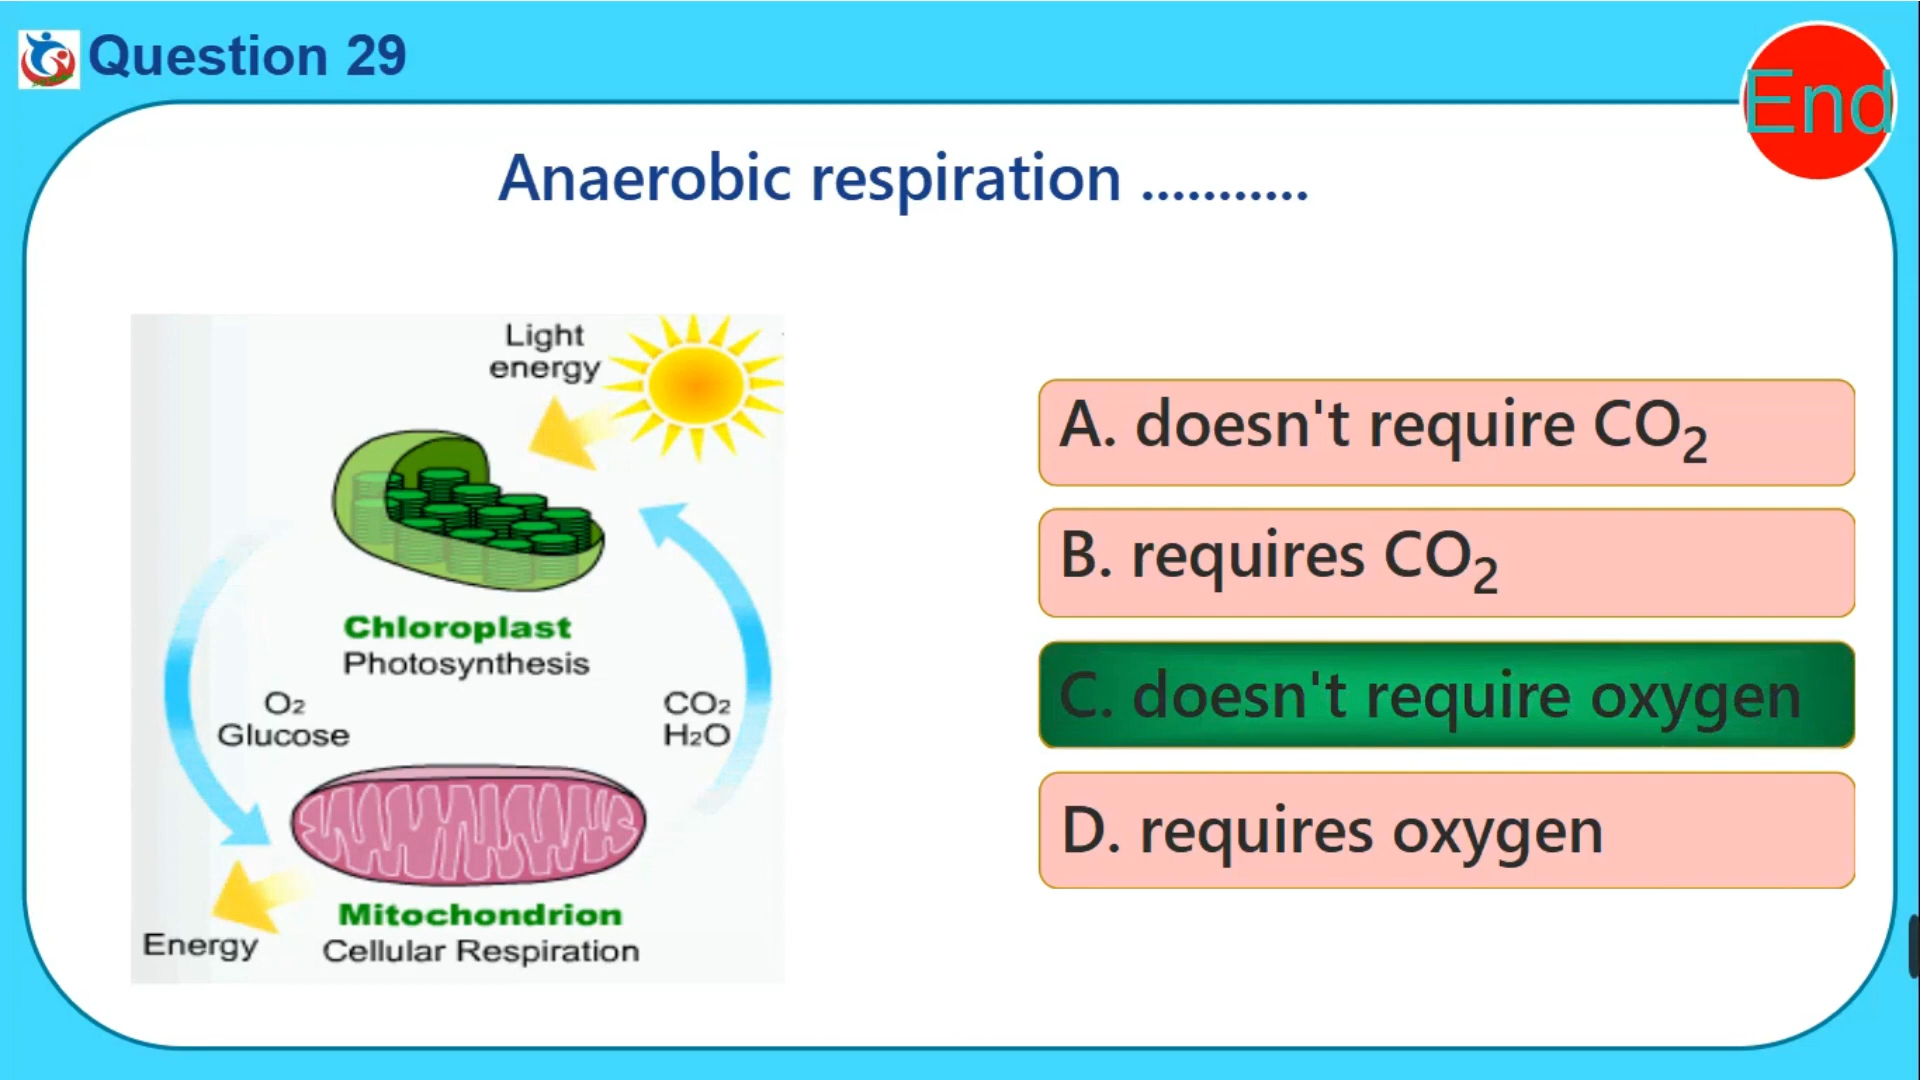 Question 29
End
Anaerobic respiration ...........
Light
energy
Chloroplast
Photosynthesis
O₂
Glucose
CO₂
H₂O
Mitochondrion
Energy
Cellular Respiration
A. doesn't require CO₂
B. requires CO₂
C. doesn't require oxygen
D. requires oxygen